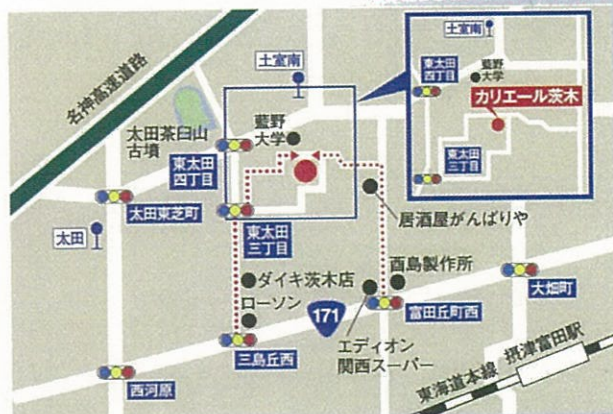 名神高速道路
土室南
太田茶臼山
古墳
藍野
大学
東太田
四丁目
太田東芝町
太田
東太田
三丁目
居酒屋がんばりや
ダイキ茨木店
ローソン
酉島製作所
大畑町
171
富田丘町西
三島丘西
エディオン
関西スーパー
西河原
東海道本線
摂津富田駅
土室南
東太田
四丁目
藍野
大学
カリエール茨木
東太田
三丁目